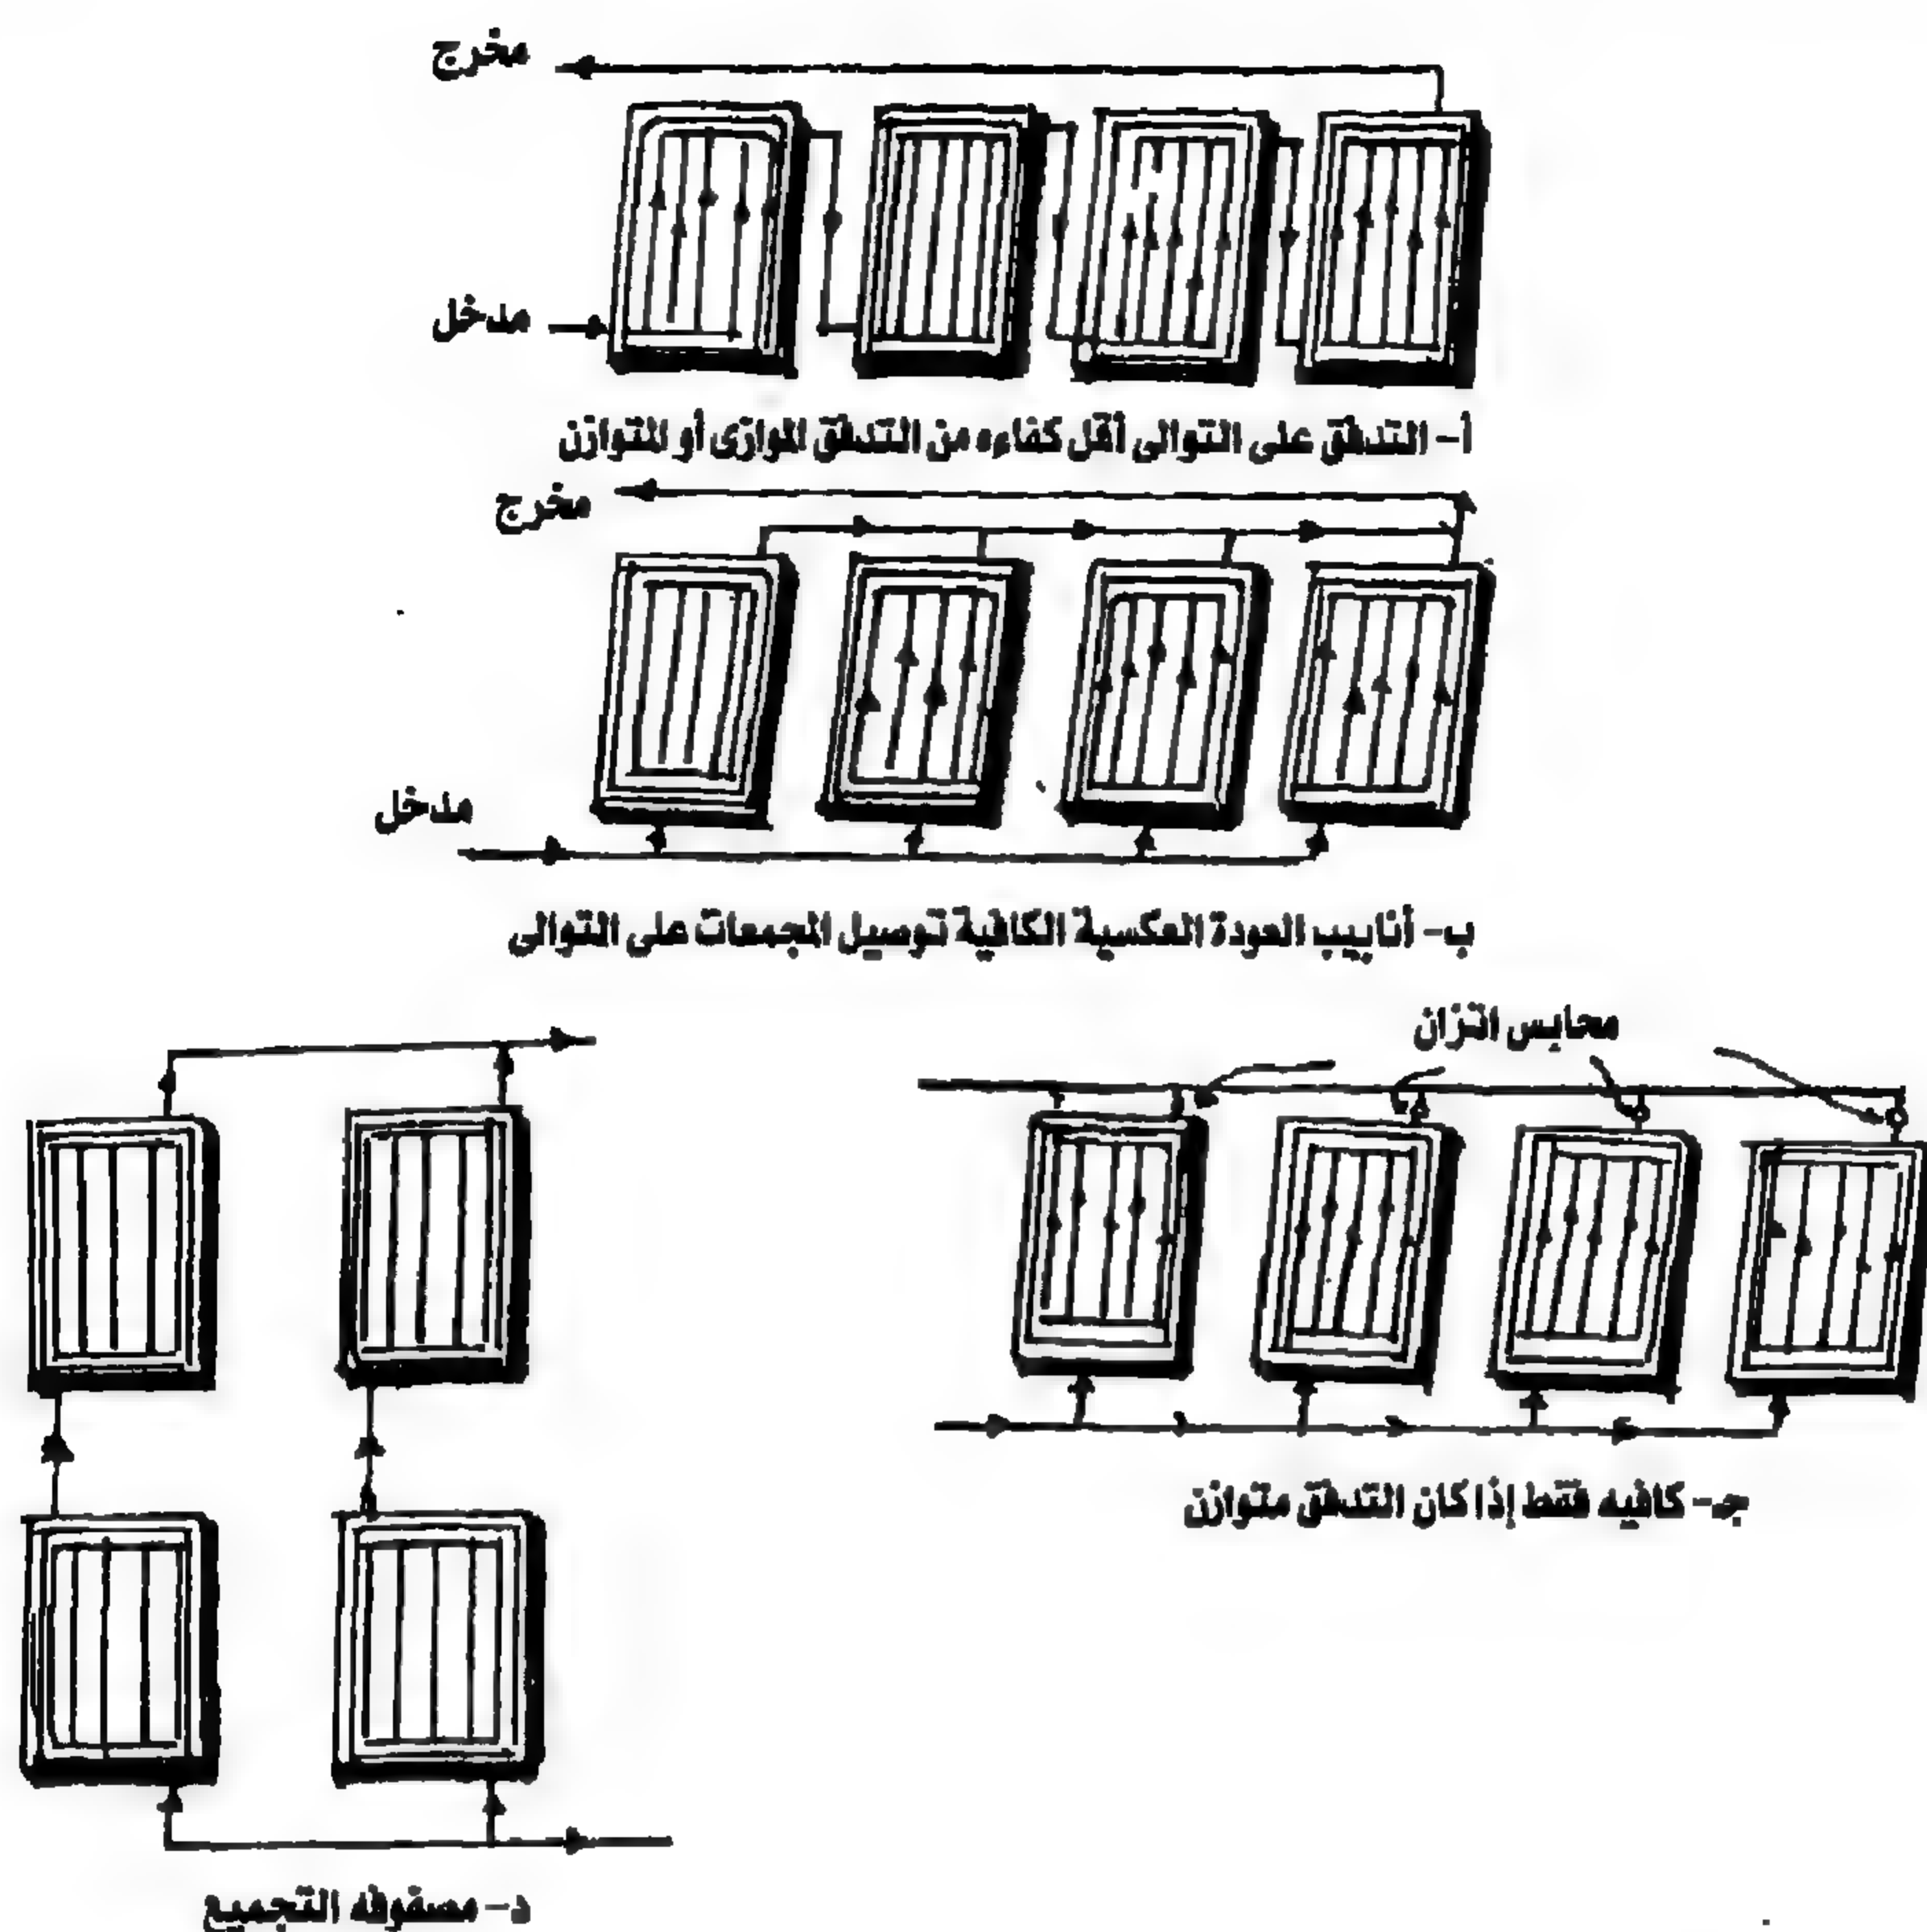 مخرج
مدخل
أ- التدفق على التوالى أقل كفاءه من التدفق الموازى أو المتوازن
مخرج
مدخل
ب- أنابيب العودة العكسية الكافية توصيل المجمعات على التوالى
محابس اتزان
جـ- كافيه فقط إذا كان التدفق متوازن
د- مصفوفه التجميع